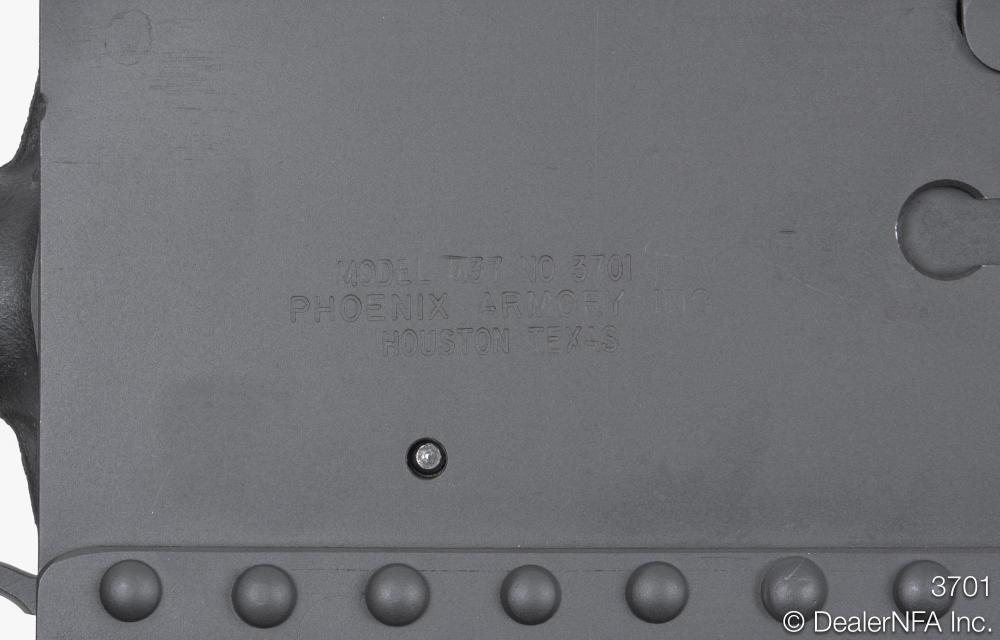 MODEL M37 NO 3701
PHOENIX ARMORY INC
HOUSTON TEXAS
3701
© DealerNFA Inc.